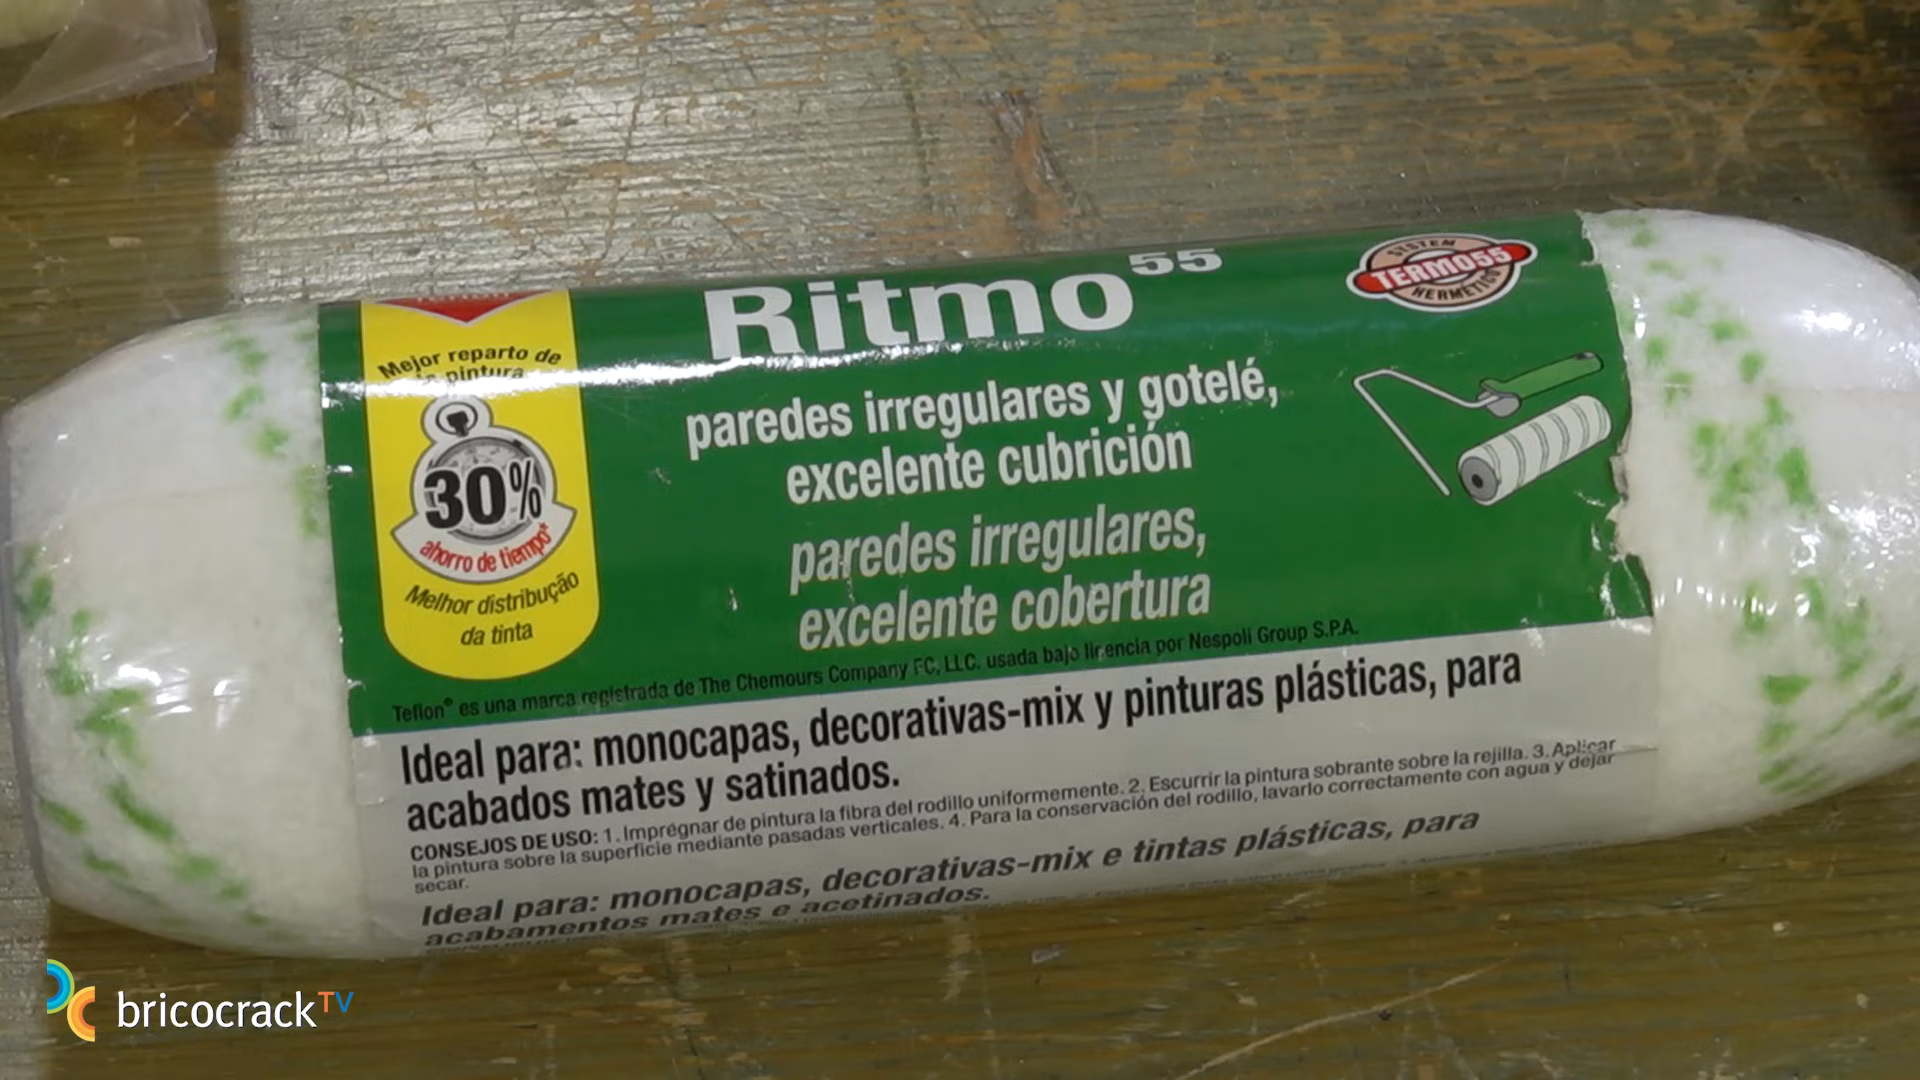 Ritmo 55
SYSTEM
TERMO55
HERMÉTICO
Mejor reparto de
la pintura
30%
ahorro de tiempo*
Melhor distribuição
da tinta
paredes irregulares y gotelé,
excelente cubrición
paredes irregulares,
excelente cobertura
Teflon® es una marca registrada de The Chemours Company FC, LLC. usada bajo licencia por Nespoli Group S.P.A.
Ideal para: monocapas, decorativas-mix y pinturas plásticas, para
acabados mates y satinados.
CONSEJOS DE USO: 1. Imprégnar de pintura la fibra del rodillo uniformemente. 2. Escurrir la pintura sobrante sobre la rejilla. 3. Aplicar
la pintura sobre la superficie mediante pasadas verticales. 4. Para la conservación del rodillo, lavarlo correctamente con agua y dejar
secar.
Ideal para: monocapas, decorativas-mix e tintas plásticas, para
acabamentos mates e acetinados.
bricocrack TV